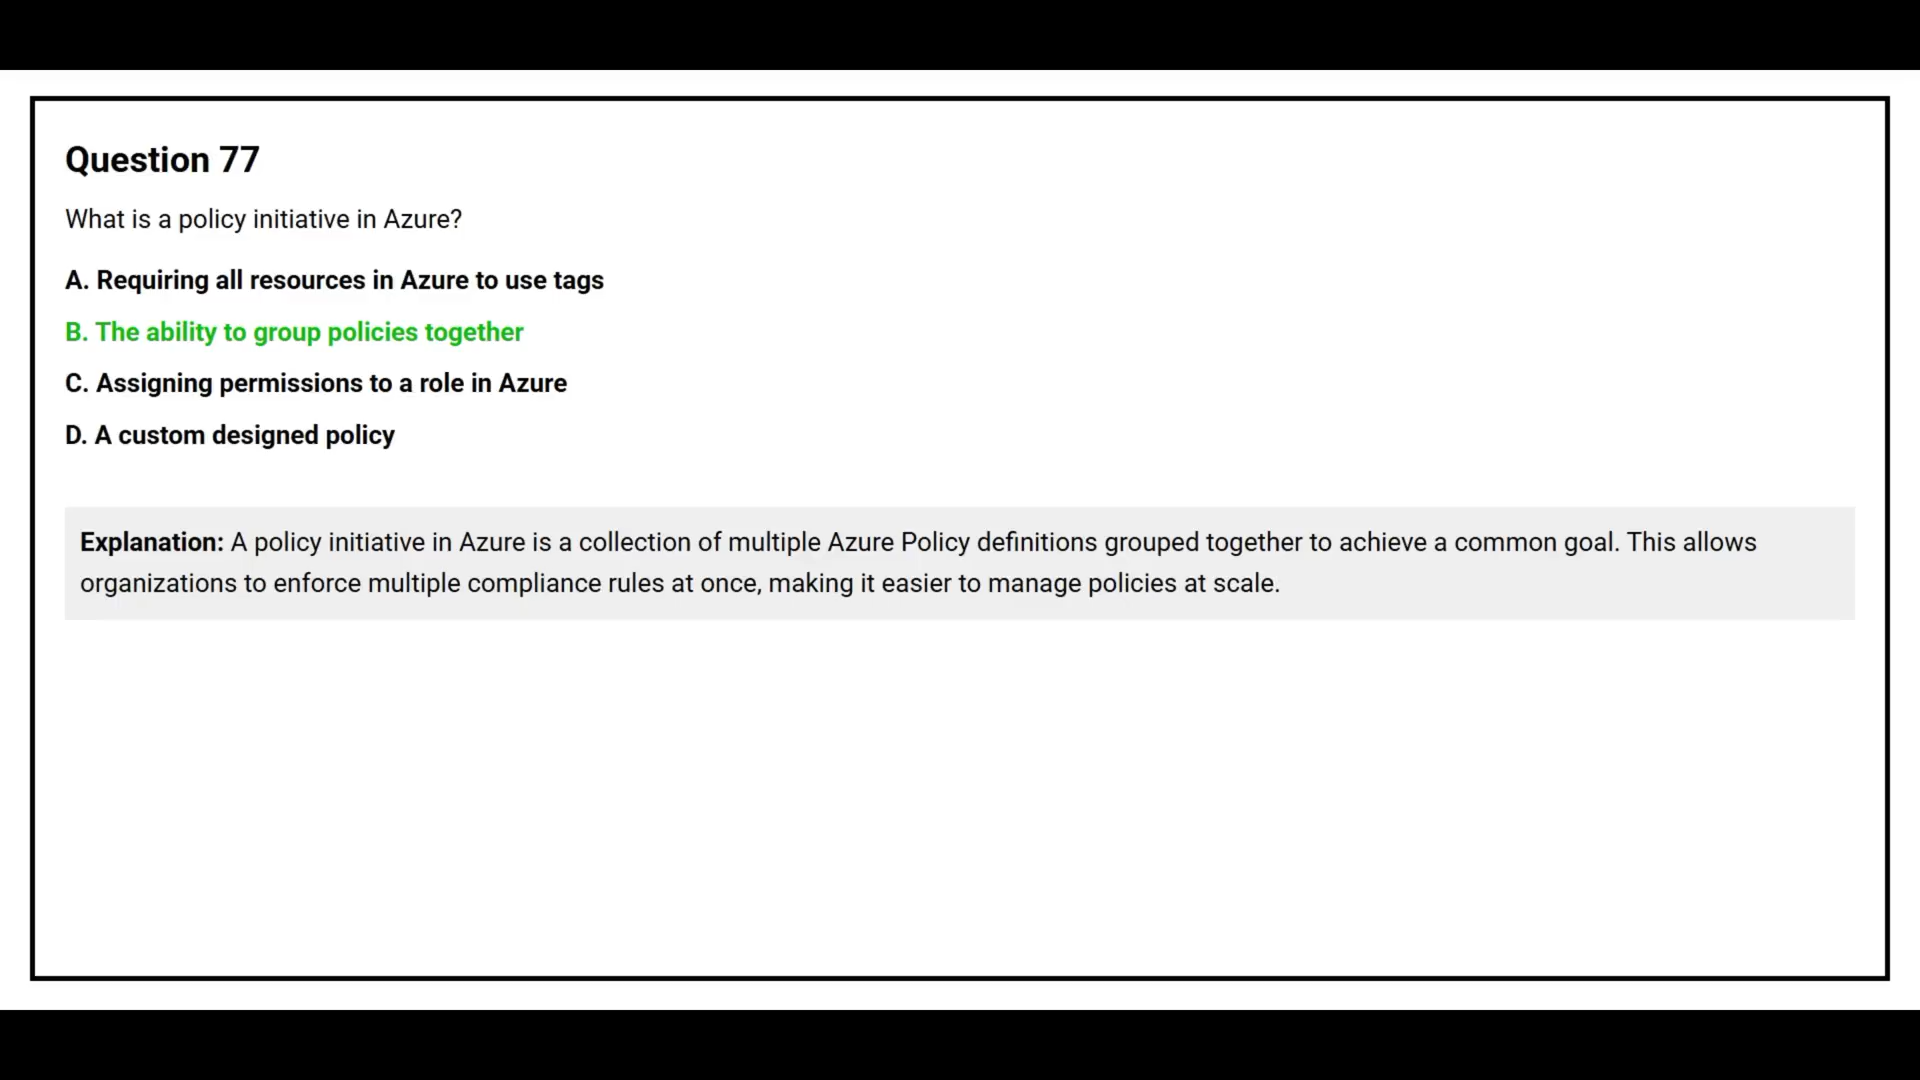 Question 77
What is a policy initiative in Azure?
A. Requiring all resources in Azure to use tags
B. The ability to group policies together
C. Assigning permissions to a role in Azure
D. A custom designed policy
Explanation: A policy initiative in Azure is a collection of multiple Azure Policy definitions grouped together to achieve a common goal. This allows
organizations to enforce multiple compliance rules at once, making it easier to manage policies at scale.